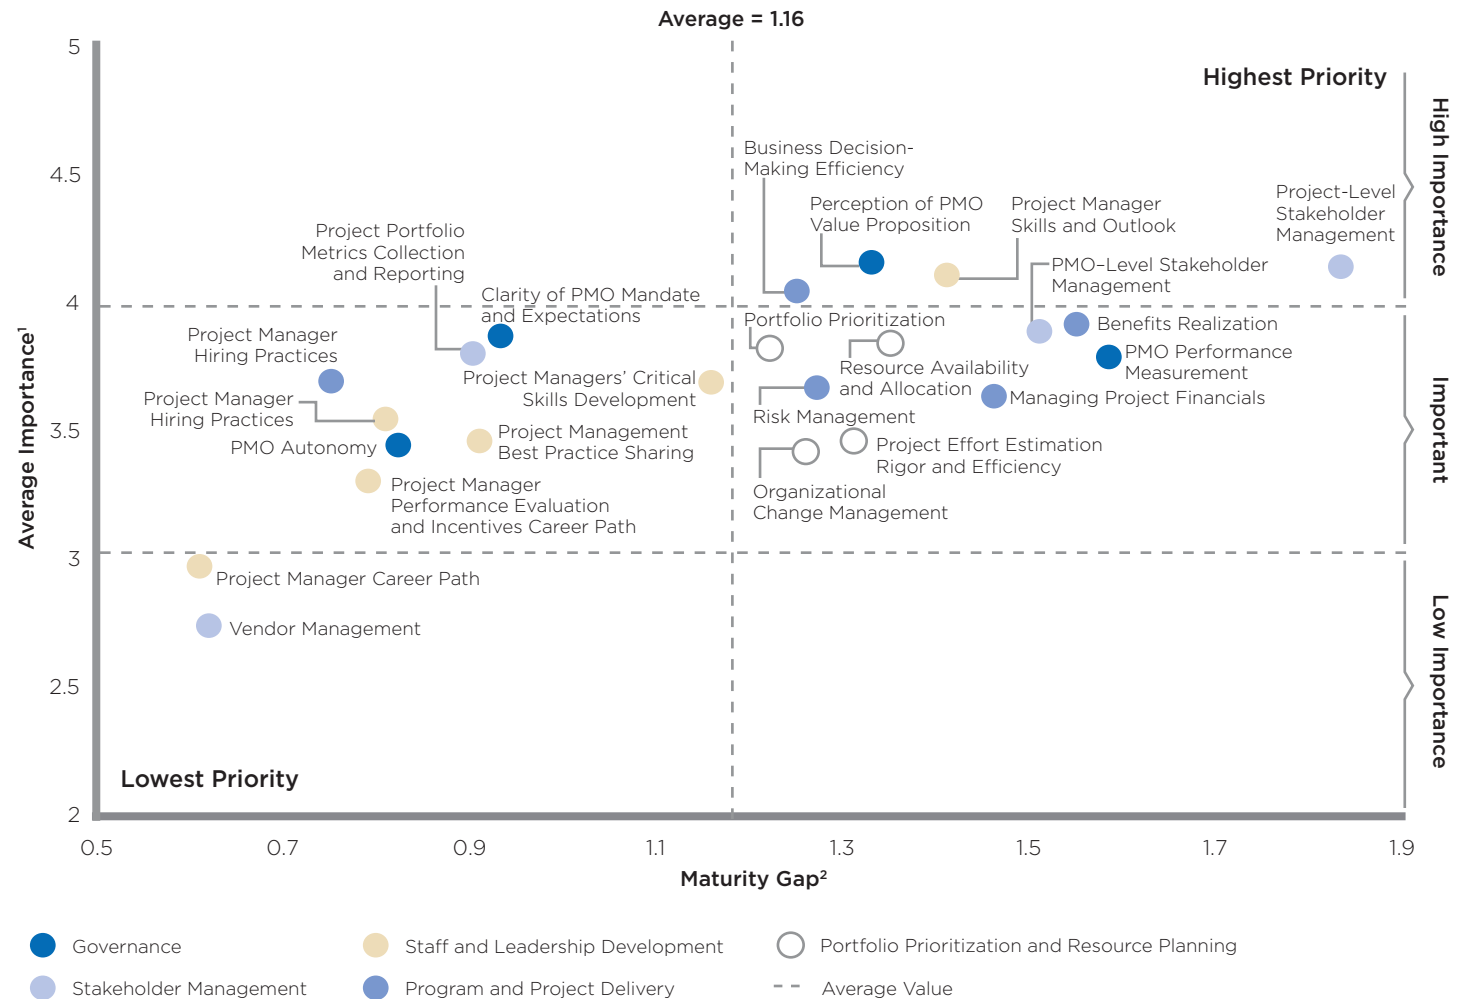 Average = 1.16
Highest Priority
High Importance
Important
Low Importance
Average Importance1
5
4.5
4
3.5
3
2.5
2
Business Decision-
Making Efficiency
Perception of PMO
Value Proposition
Project Manager
Skills and Outlook
Project-Level
Stakeholder
Management
PMO–Level Stakeholder
Management
Project Portfolio
Metrics Collection
and Reporting
Clarity of PMO Mandate
and Expectations
Project Manager
Hiring Practices
Project Manager
Hiring Practices
PMO Autonomy
Project Managers’ Critical
Skills Development
Project Management
Best Practice Sharing
Project Manager
Performance Evaluation
and Incentives Career Path
Portfolio Prioritization
Resource Availability
and Allocation
Risk Management
Benefits Realization
PMO Performance
Measurement
Managing Project Financials
Project Effort Estimation
Rigor and Efficiency
Organizational
Change Management
Project Manager Career Path
Vendor Management
Lowest Priority
0.5
0.7
0.9
1.1
1.3
1.5
1.7
1.9
Maturity Gap2
Governance
Staff and Leadership Development
Portfolio Prioritization and Resource Planning
Stakeholder Management
Program and Project Delivery
Average Value